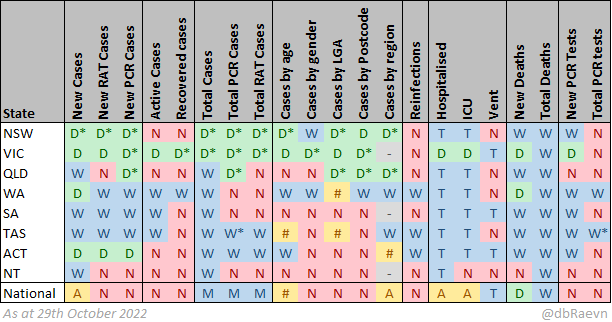 State New Cases New RAT Cases New PCR Cases Active Cases Recovered cases Total Cases Total PCR Cases Total RAT Cases Cases by age Cases by gender Cases by LGA Cases by Postcode Cases by region Reinfections Hospitalised ICU Vent New Deaths Total Deaths New PCR Tests Total PCR tests
NSW D* D* D* N N D* D* D* D* W D* D D* N T T N W W W N
VIC D D D* D D* D* D* D* D D* D D* - N D D T D W D N
QLD W N D* N N W D* N N N D* D* D* N T T N W W N N
WA D W W W W W N N W W # N W W T T N D W W N
SA W W W W N W W W N N N N - N T T T W W W W
TAS W W W W N W W* W # N # N W W T T N W W W W*
ACT D D D N N W W W W W N N # W T T T W W N N
NT W N N N N W N N N N N N - N T N N N N N N
National A N N N N M M M # N N N A N A A T D W N N
As at 29th October 2022 @dbRaevn